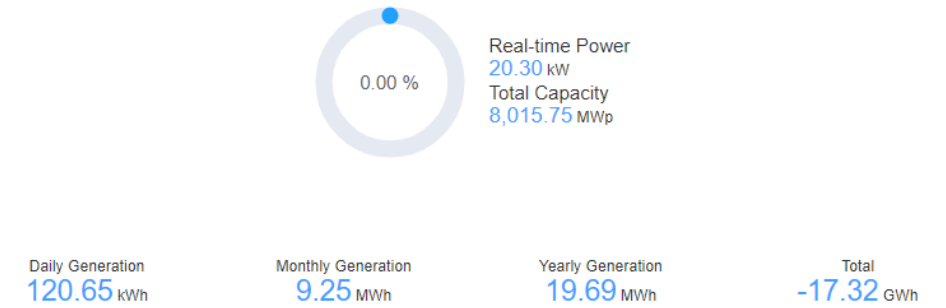 0.00 %
Real-time Power
20.30 kW
Total Capacity
8,015.75 MWp
Daily Generation
120.65 kWh
Monthly Generation
9.25 MWh
Yearly Generation
19.69 MWh
Total
-17.32 GWh